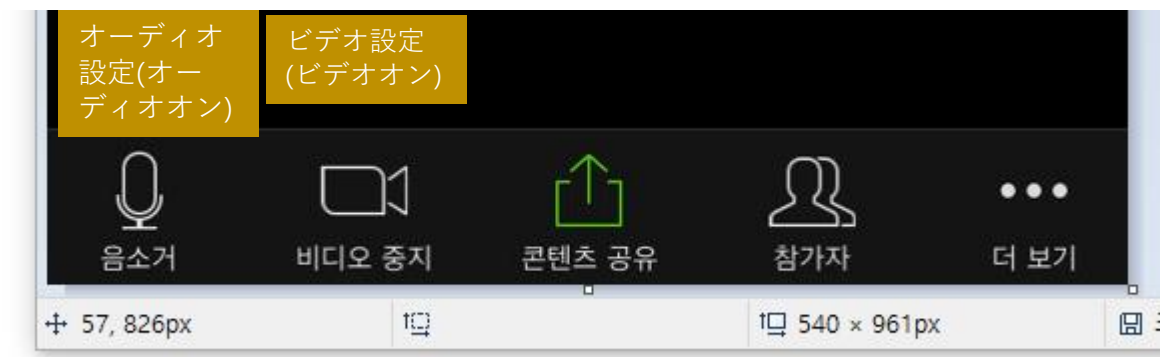 オーディオ
設定(オー
ディオオン)
ビデオ設定
(ビデオオン)
음소거
비디오 중지
콘텐츠 공유
참가자
더 보기
57, 826px
540 × 961px